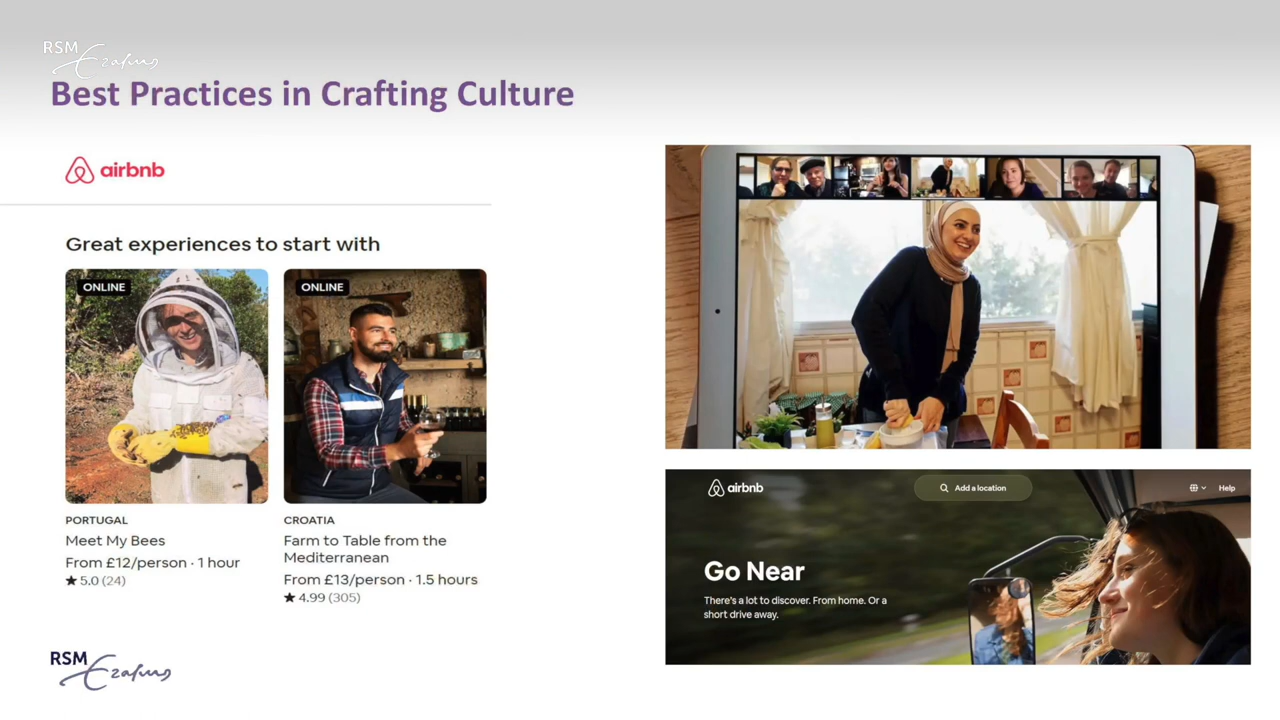 RSM
Erasmus
Best Practices in Crafting Culture
airbnb
Great experiences to start with
ONLINE
ONLINE
PORTUGAL
Meet My Bees
From £12/person · 1 hour
★ 5.0 (24)
CROATIA
Farm to Table from the
Mediterranean
From £13/person · 1.5 hours
★ 4.99 (305)
airbnb
Add a location
Help
Go Near
There's a lot to discover. From home. Or a
short drive away.
RSM
Erasmus